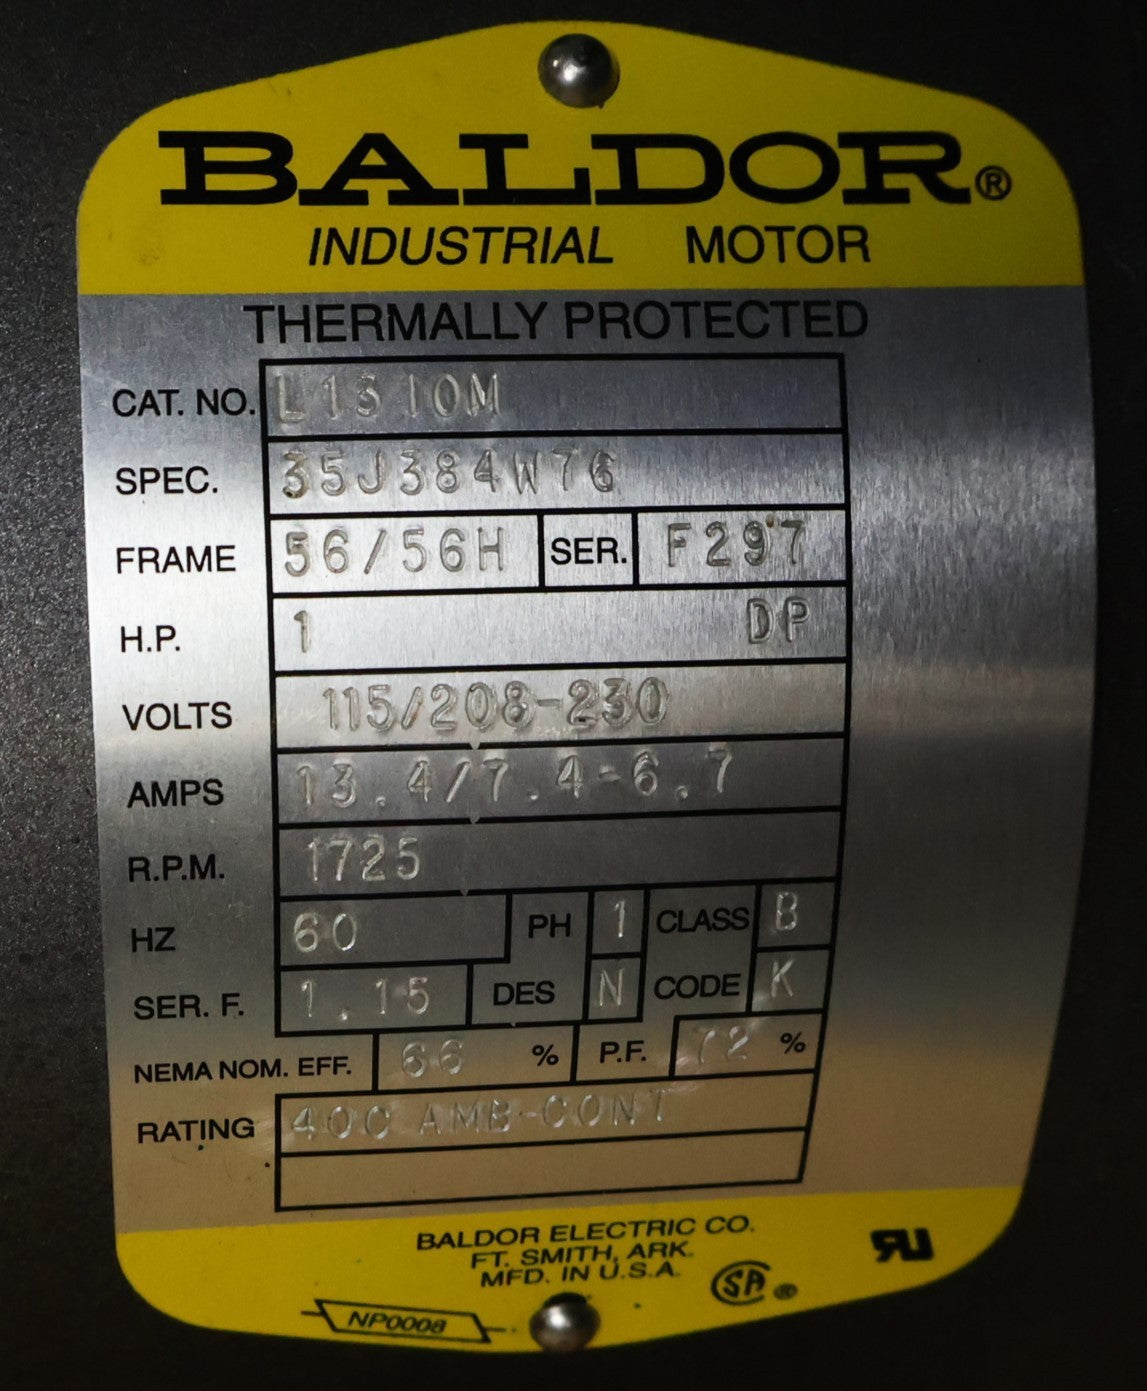 BALDOR®
INDUSTRIAL MOTOR
THERMALLY PROTECTED
CAT. NO. L1310M
SPEC. 35J384W76
FRAME 56/56H SER. F297
H.P. 1 DP
VOLTS 115/208-230
AMPS 13.4/7.4-6.7
R.P.M. 1725
HZ 60 PH 1 CLASS B
SER. F. 1.15 DES N CODE K
NEMA NOM. EFF. 66 % P.F. 72 %
RATING 40C AMB-CONT
BALDOR ELECTRIC CO.
FT. SMITH, ARK.
MFD. IN U.S.A.
SA ®
RU
NP0008